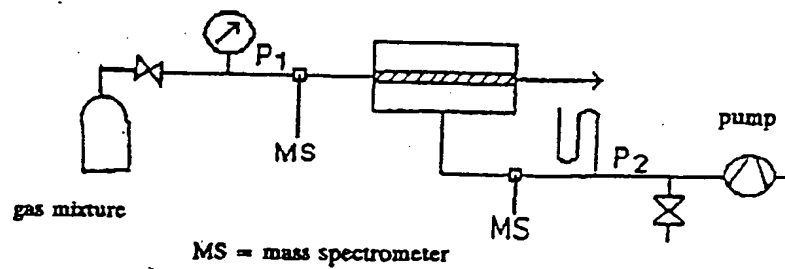 P1
MS
pump
P2
gas mixture
MS
MS = mass spectrometer